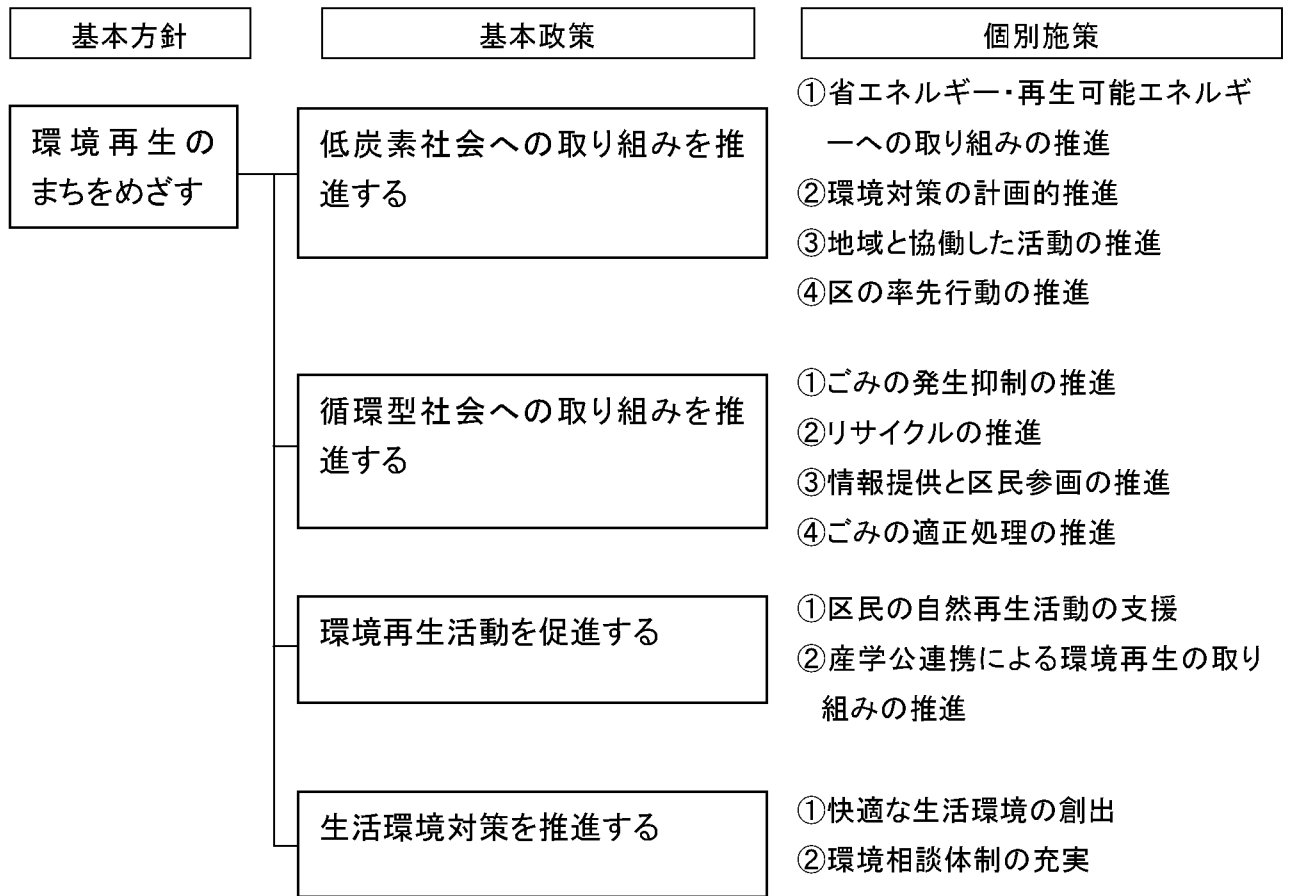 基本方針
基本政策
個別施策
環境再生の
まちをめざす
低炭素社会への取り組みを推
進する
①省エネルギー・再生可能エネルギ
ーへの取り組みの推進
②環境対策の計画的推進
③地域と協働した活動の推進
④区の率先行動の推進
循環型社会への取り組みを推
進する
①ごみの発生抑制の推進
②リサイクルの推進
③情報提供と区民参画の推進
④ごみの適正処理の推進
環境再生活動を促進する
①区民の自然再生活動の支援
②産学公連携による環境再生の取り
組みの推進
生活環境対策を推進する
①快適な生活環境の創出
②環境相談体制の充実